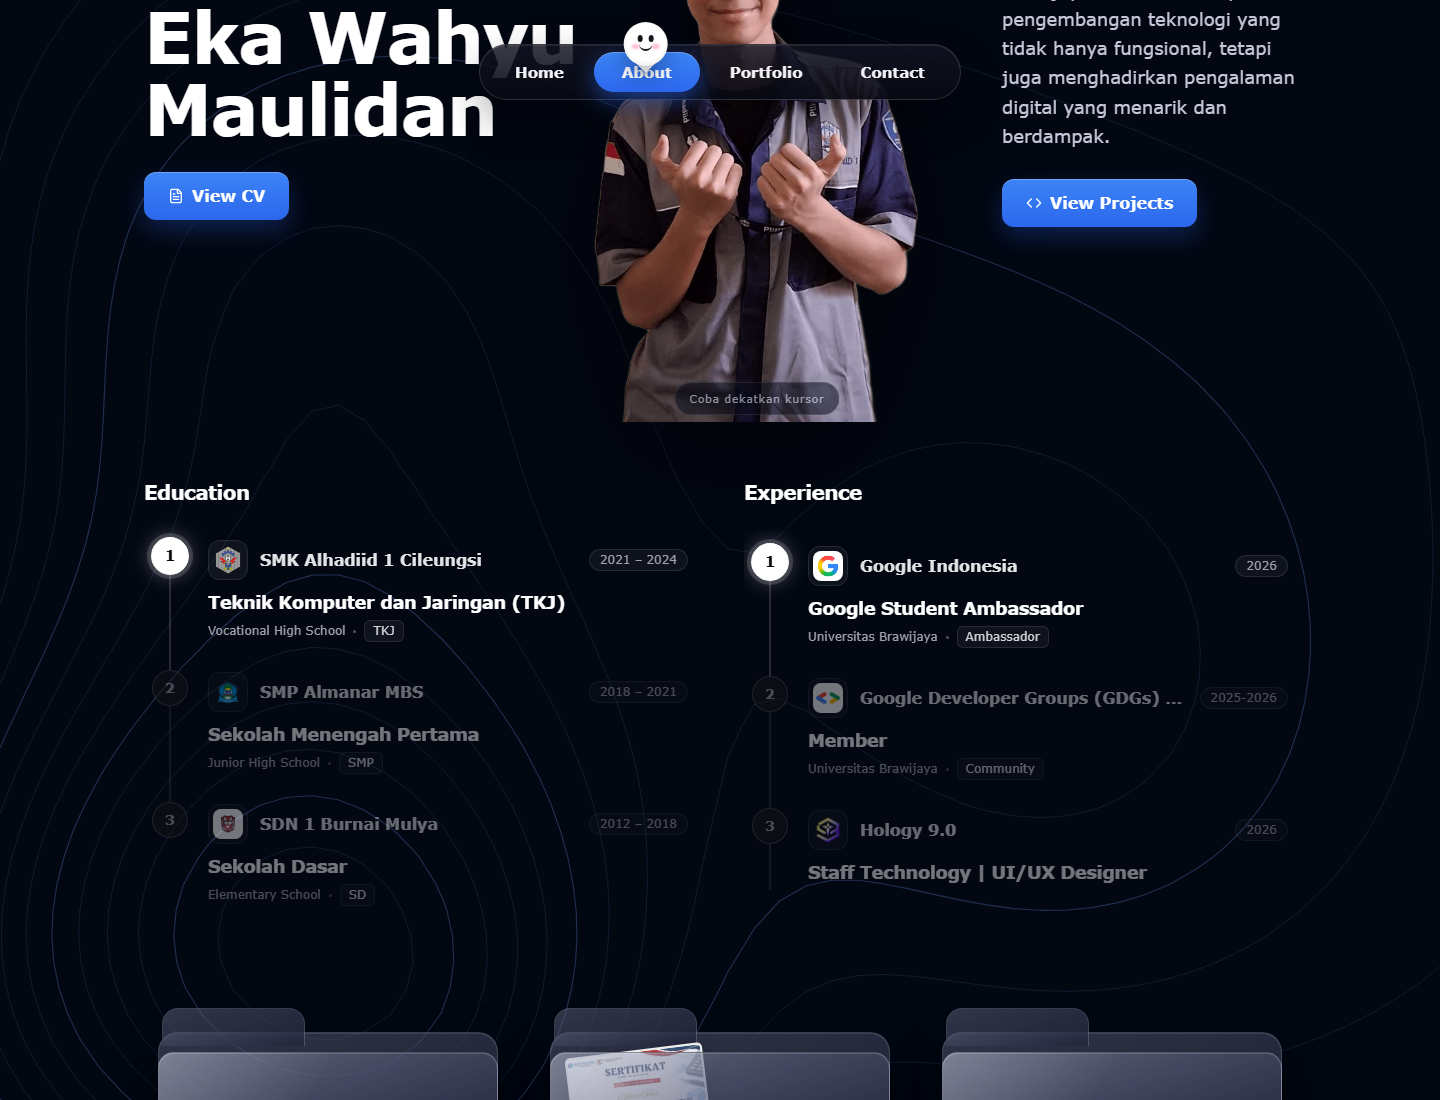 Eka Wahyu
Maulidan
View CV
Home
About
Portfolio
Contact
pengembangan teknologi yang
tidak hanya fungsional, tetapi
juga menghadirkan pengalaman
digital yang menarik dan
berdampak.
View Projects
Coba dekatkan kursor
Education
1
SMK Alhadiid 1 Cileungsi
2021 – 2024
Teknik Komputer dan Jaringan (TKJ)
Vocational High School • TKJ
2
SMP Almanar MBS
2018 – 2021
Sekolah Menengah Pertama
Junior High School • SMP
3
SDN 1 Burnai Mulya
2012 – 2018
Sekolah Dasar
Elementary School • SD
Experience
1
Google Indonesia
2026
Google Student Ambassador
Universitas Brawijaya • Ambassador
2
Google Developer Groups (GDGs) ...
2025-2026
Member
Universitas Brawijaya • Community
3
Hology 9.0
2026
Staff Technology | UI/UX Designer
SERTIFIKAT